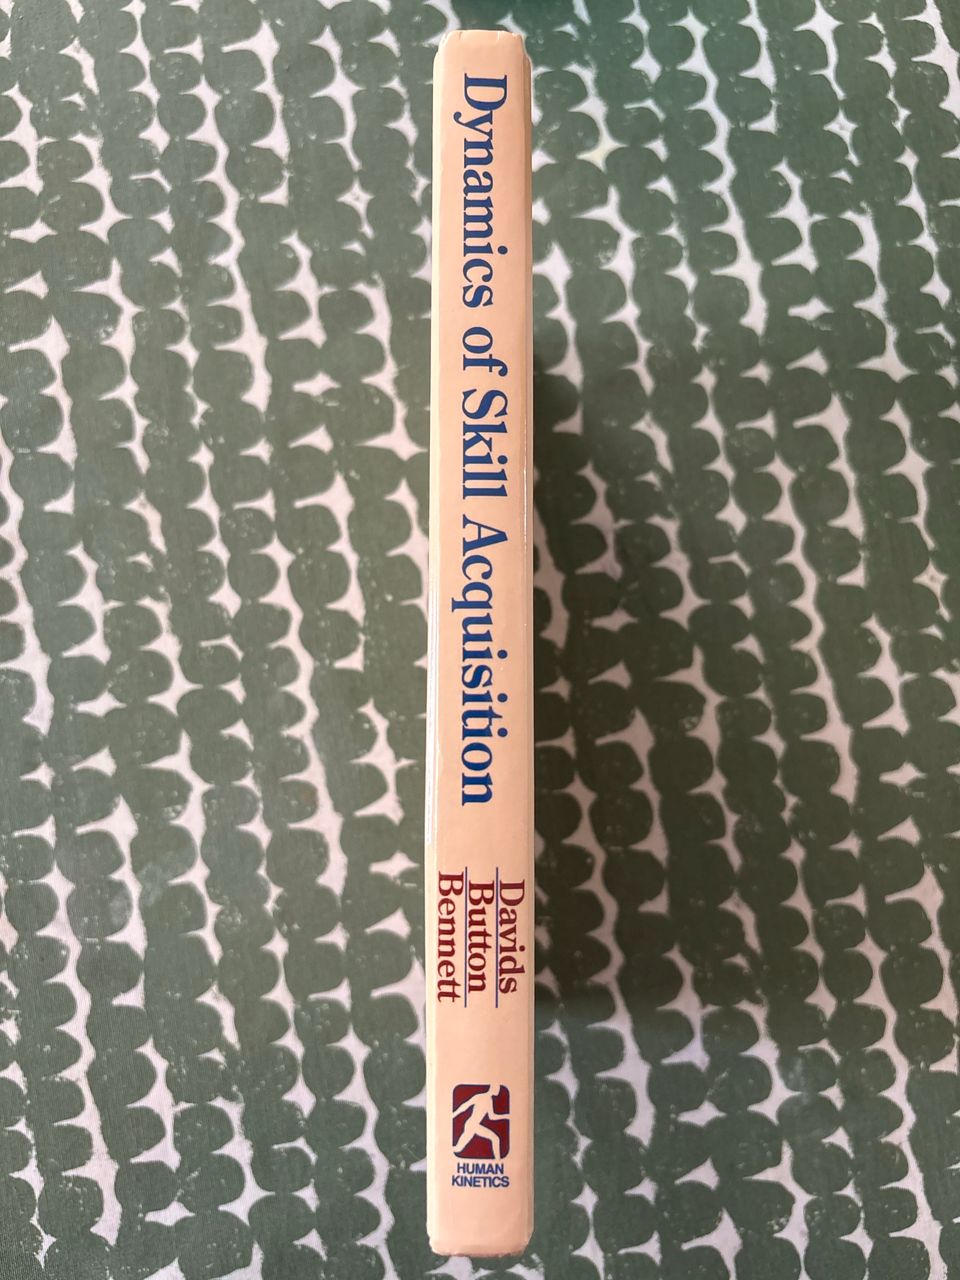 Dynamics of Skill Acquisition
Davids
Button
Bennett
HUMAN
KINETICS